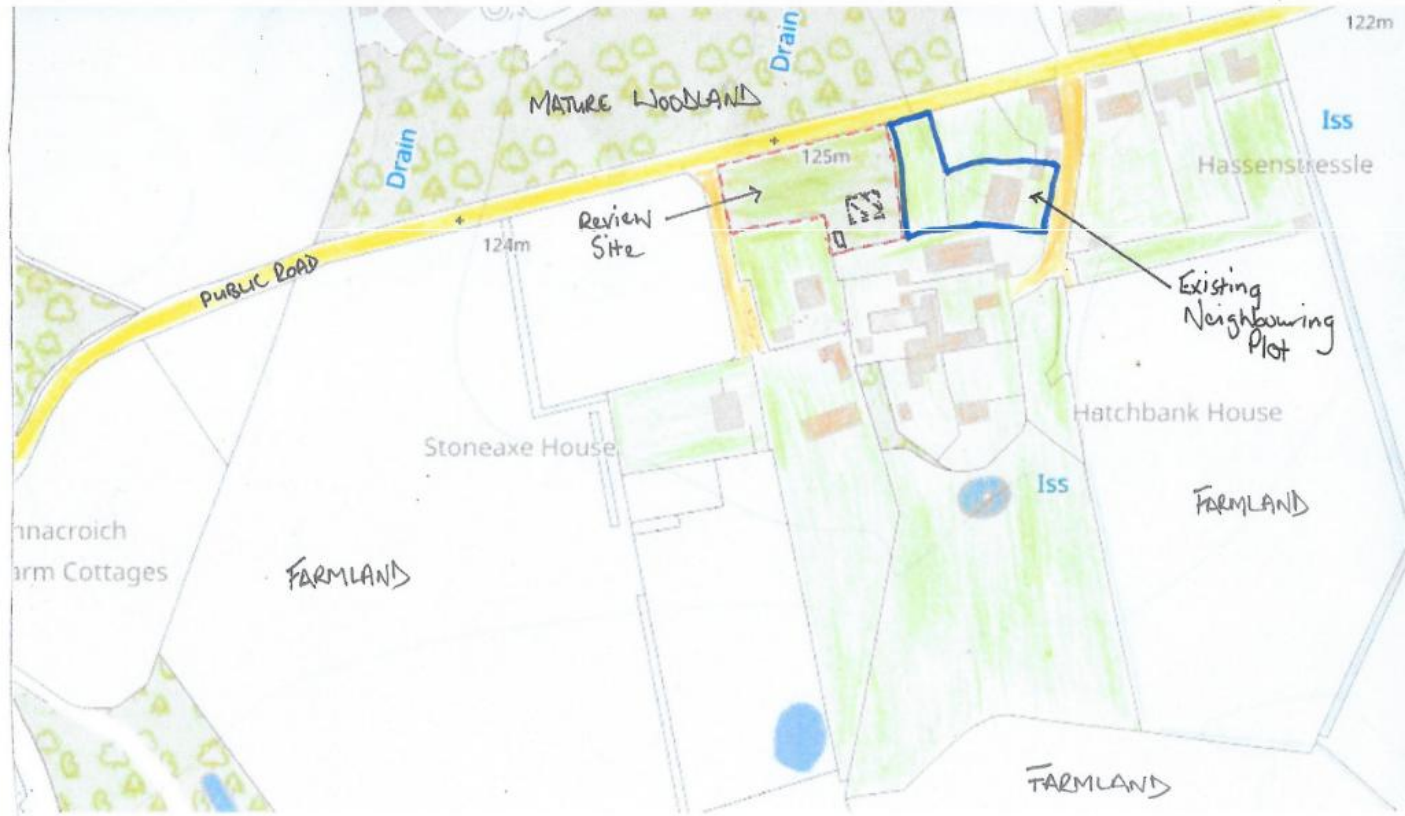 122m
Drain
MATURE WOODLAND
Iss
Drain
125m
Hassenstressle
Review
Site
124m
PUBLIC ROAD
Existing
Neighbouring
Plot
Hatchbank House
Stoneaxe House
Iss
FARMLAND
nnacroich
arm Cottages
FARMLAND
FARMLAND